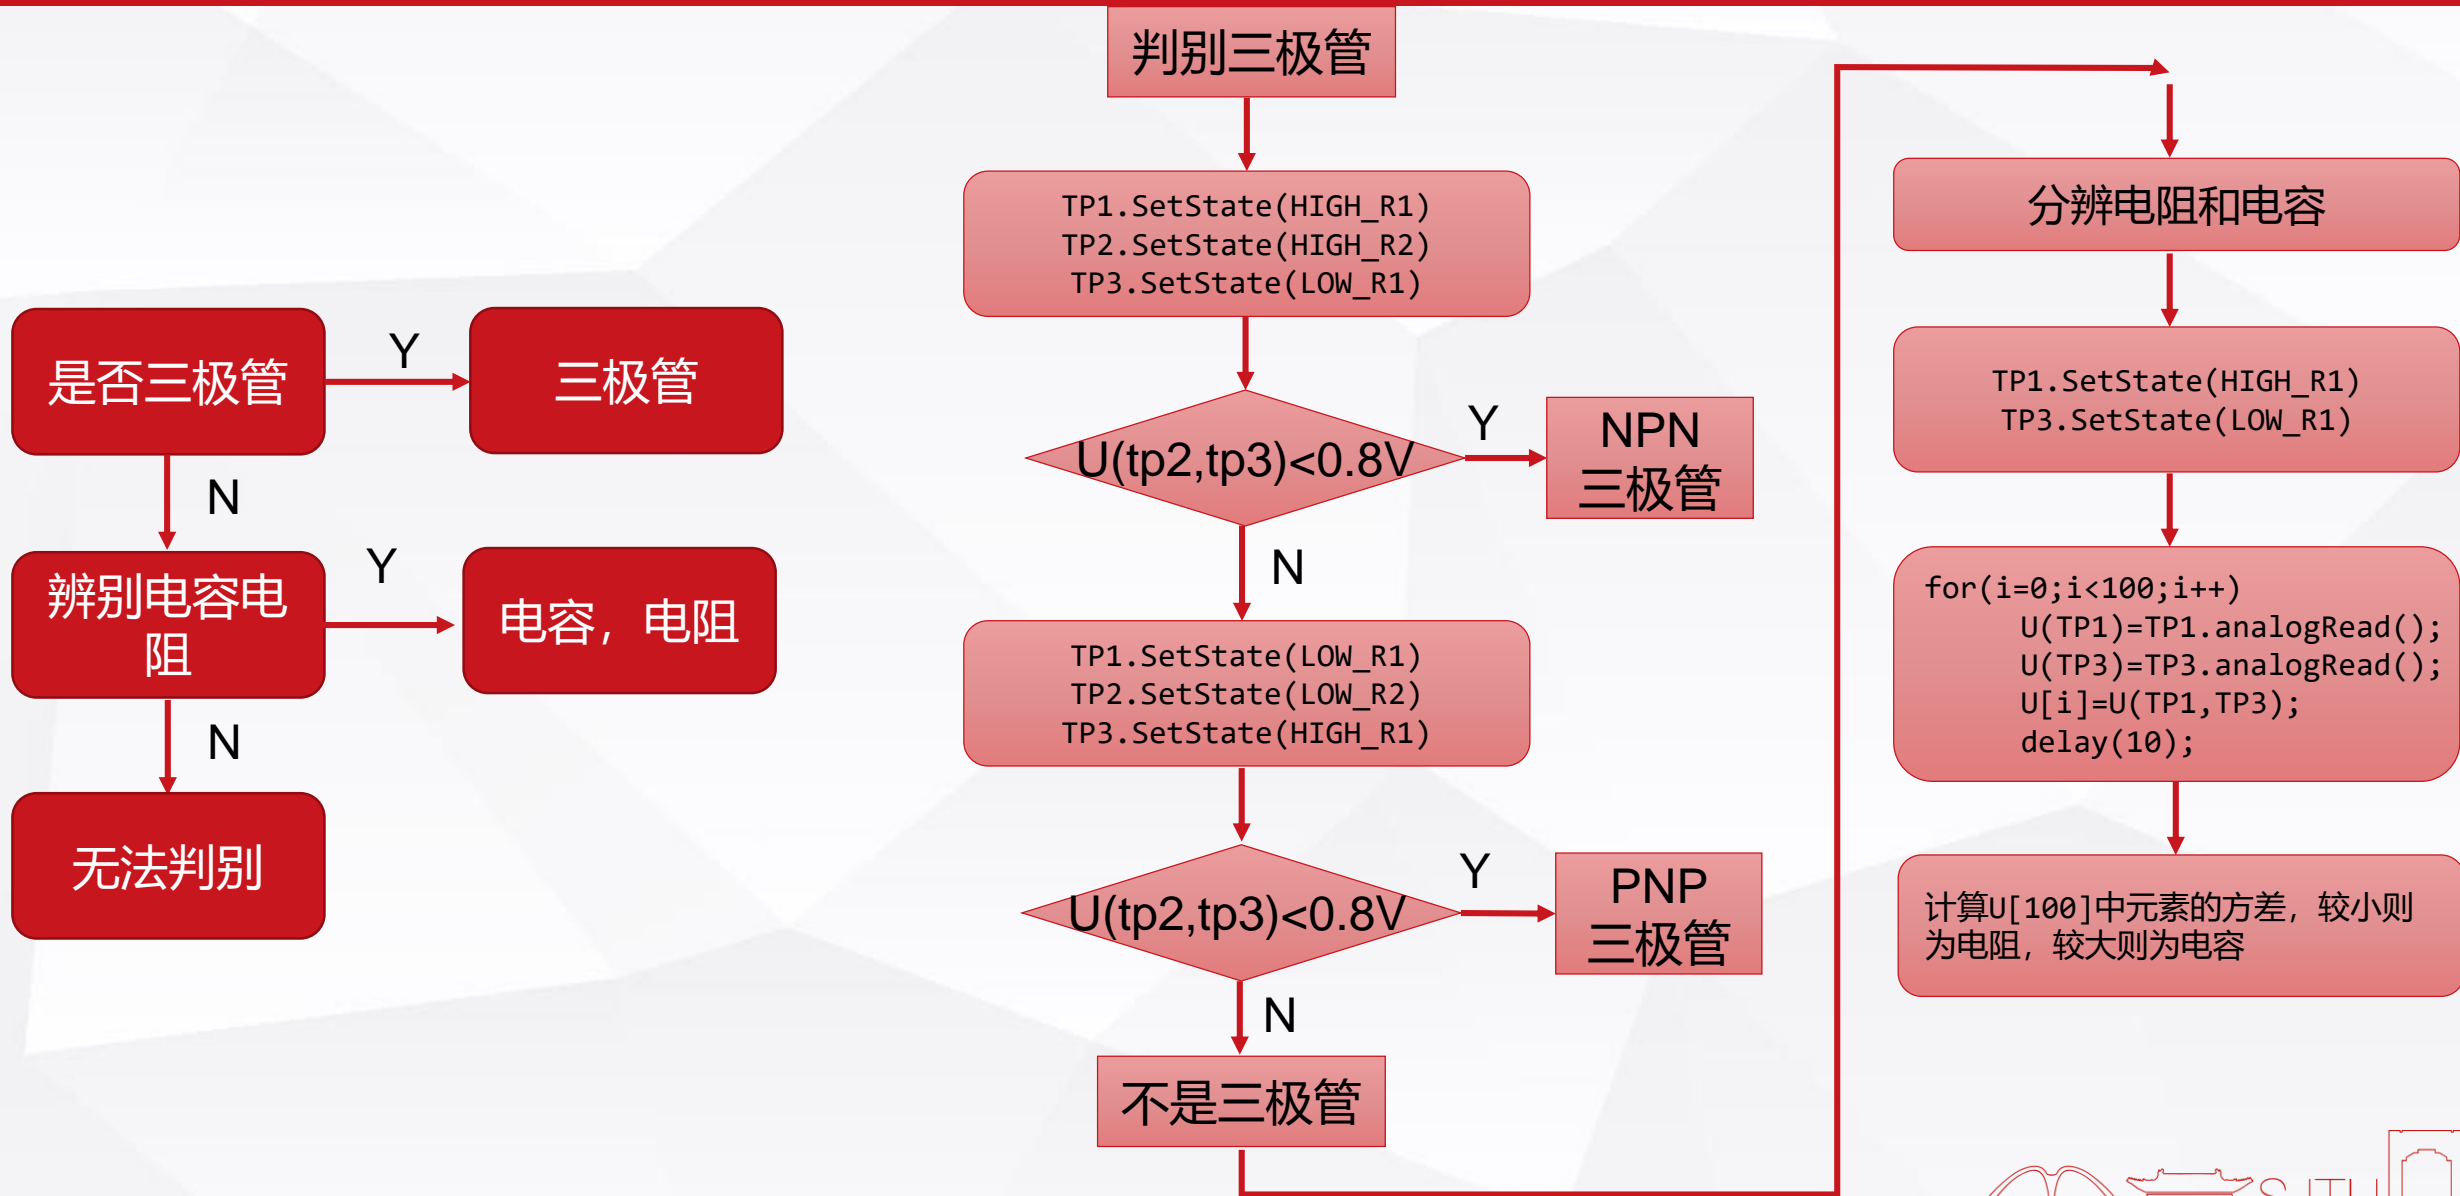 是否三极管
Y
三极管
N
辨别电容电
阻
Y
电容，电阻
N
无法判别
判别三极管
TP1.SetState(HIGH_R1)
TP2.SetState(HIGH_R2)
TP3.SetState(LOW_R1)
U(tp2,tp3)<0.8V
Y
NPN
三极管
N
TP1.SetState(LOW_R1)
TP2.SetState(LOW_R2)
TP3.SetState(HIGH_R1)
U(tp2,tp3)<0.8V
Y
PNP
三极管
N
不是三极管
分辨电阻和电容
TP1.SetState(HIGH_R1)
TP3.SetState(LOW_R1)
for(i=0;i<100;i++)
U(TP1)=TP1.analogRead();
U(TP3)=TP3.analogRead();
U[i]=U(TP1,TP3);
delay(10);
计算U[100]中元素的方差，较小则
为电阻，较大则为电容
SJTU